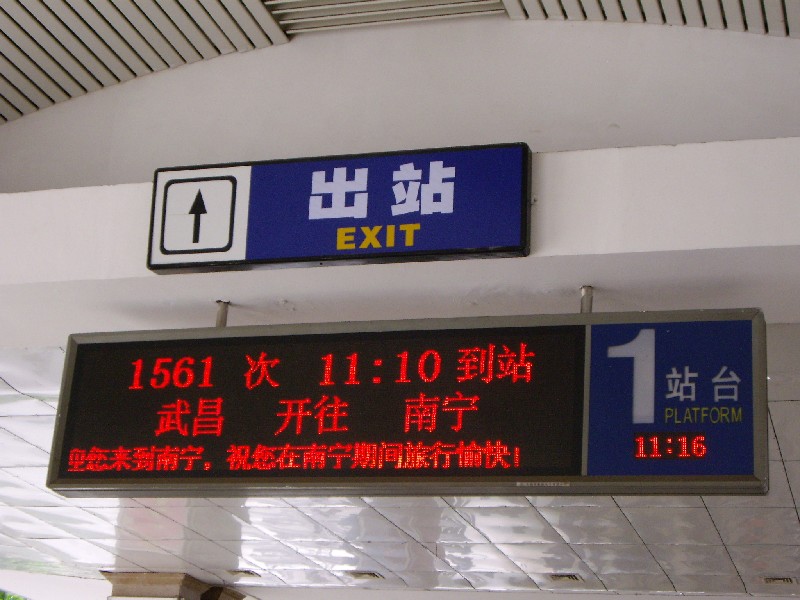 出站
EXIT
1561 次 11:10 到站
武昌 开往 南宁
您来到南宁，祝您在南宁期间旅行愉快！
1 站台
PLATFORM
11:16